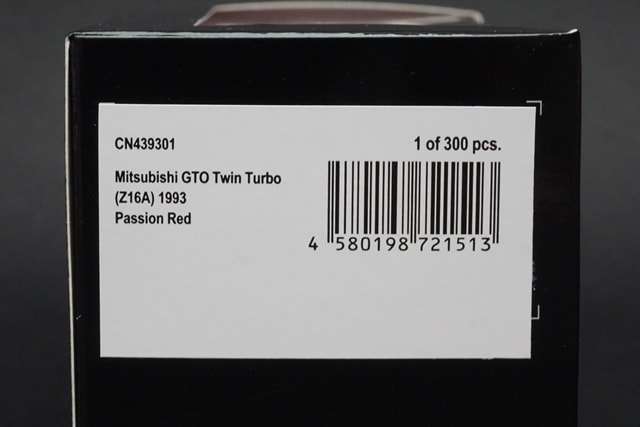 CN439301
1 of 300 pcs.
Mitsubishi GTO Twin Turbo
(Z16A) 1993
Passion Red
4 580198 721513